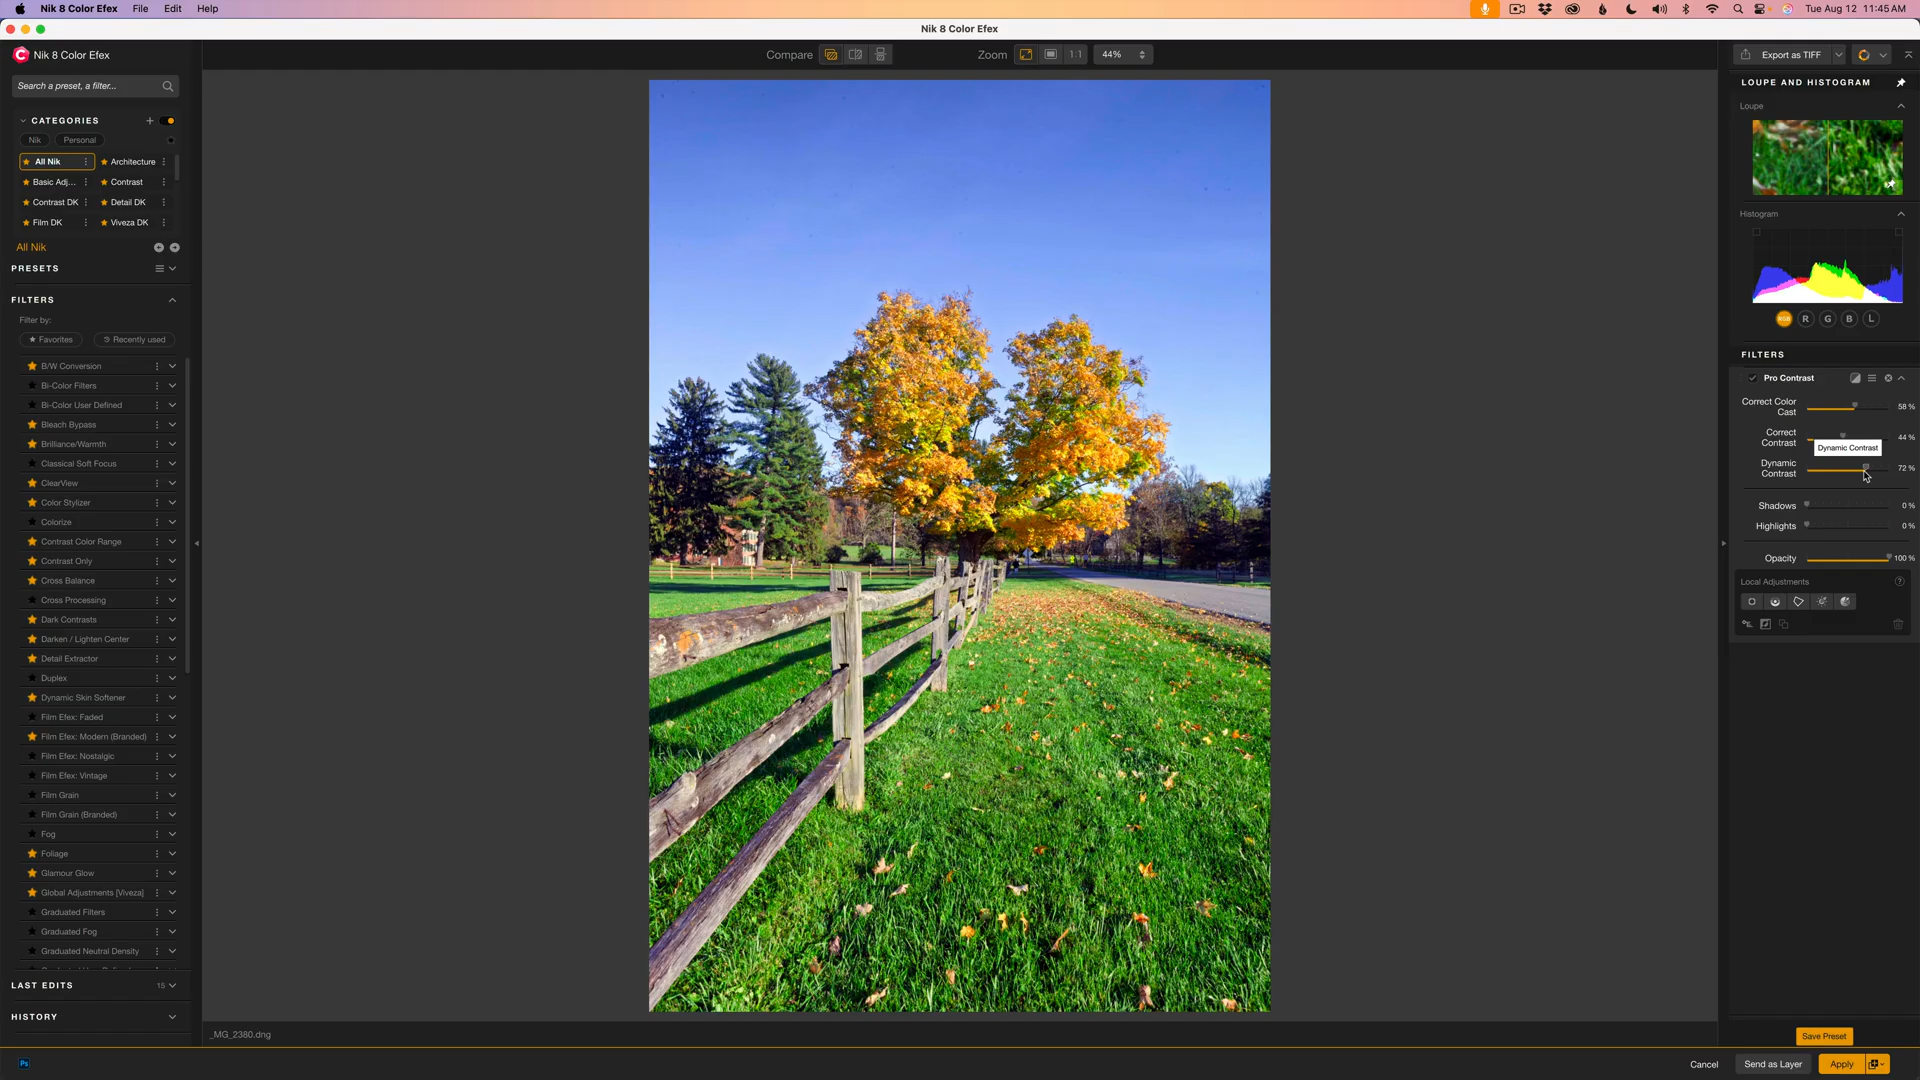 Nik 8 Color Efex File Edit Help
Tue Aug 12 11:45 AM
Nik 8 Color Efex
Nik 8 Color Efex
Compare
Zoom
1:1
44%
Export as TIFF
Search a preset, a filter...
CATEGORIES
Nik Personal
All Nik Architecture
Basic Adj... Contrast
Contrast DK Detail DK
Film DK Viveza DK
All Nik
PRESETS
FILTERS
Filter by:
Favorites Recently used
B/W Conversion
Bi-Color Filters
Bi-Color User Defined
Bleach Bypass
Brilliance/Warmth
Classical Soft Focus
ClearView
Color Stylizer
Colorize
Contrast Color Range
Contrast Only
Cross Balance
Cross Processing
Dark Contrasts
Darken / Lighten Center
Detail Extractor
Duplex
Dynamic Skin Softener
Film Efex: Faded
Film Efex: Modern (Branded)
Film Efex: Nostalgic
Film Efex: Vintage
Film Grain
Film Grain (Branded)
Fog
Foliage
Glamour Glow
Global Adjustments [Viveza]
Graduated Filters
Graduated Fog
Graduated Neutral Density
LAST EDITS 15
HISTORY
Ps
_MG_2380.dng
LOUPE AND HISTOGRAM
Loupe
Histogram
RGB R G B L
FILTERS
Pro Contrast
Correct Color Cast 58 %
Correct Contrast 44 %
Dynamic Contrast
Dynamic Contrast 72 %
Shadows 0 %
Highlights 0 %
Opacity 100 %
Local Adjustments ?
Save Preset
Cancel Send as Layer Apply